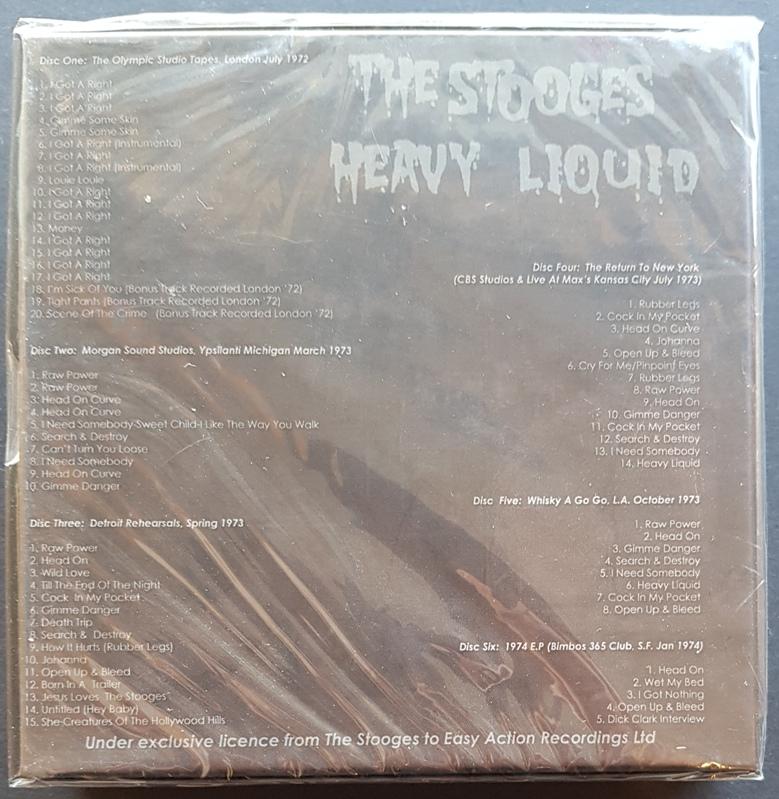 THE STOOGES
HEAVY LIQUID
Disc One: The Olympic Studio Tapes, London July 1972
1. I Got A Right
2. I Got A Right
3. I Got A Right
4. Gimme Some Skin
5. Gimme Some Skin
6. I Got A Right (Instrumental)
7. I Got A Right
8. I Got A Right (Instrumental)
9. Louie Louie
10. I Got A Right
11. I Got A Right
12. I Got A Right
13. Money
14. I Got A Right
15. I Got A Right
16. I Got A Right
17. I Got A Right
18. I'm Sick Of You (Bonus Track Recorded London '72)
19. Tight Pants (Bonus Track Recorded London '72)
20. Scene Of The Crime (Bonus Track Recorded London '72)
Disc Two: Morgan Sound Studios, Ypsilanti Michigan March 1973
1. Raw Power
2. Raw Power
3. Head On Curve
4. Head On Curve
5. I Need Somebody-Sweet Child-I Like The Way You Walk
6. Search & Destroy
7. Can't Turn You Loose
8. I Need Somebody
9. Head On Curve
10. Gimme Danger
Disc Three: Detroit Rehearsals, Spring 1973
1. Raw Power
2. Head On
3. Wild Love
4. Till The End Of The Night
5. Cock In My Pocket
6. Gimme Danger
7. Death Trip
8. Search & Destroy
9. How It Hurts (Rubber Legs)
10. Johanna
11. Open Up & Bleed
12. Born In A Trailer
13. Jesus Loves The Stooges
14. Untitled (Hey Baby)
15. She-Creatures Of The Hollywood Hills
Disc Four: The Return To New York
(CBS Studios & Live At Max's Kansas City July 1973)
1. Rubber Legs
2. Cock In My Pocket
3. Head On Curve
4. Johanna
5. Open Up & Bleed
6. Cry For Me/Pinpoint Eyes
7. Rubber Legs
8. Raw Power
9. Head On
10. Gimme Danger
11. Cock In My Pocket
12. Search & Destroy
13. I Need Somebody
14. Heavy Liquid
Disc Five: Whisky A Go Go, L.A. October 1973
1. Raw Power
2. Head On
3. Gimme Danger
4. Search & Destroy
5. I Need Somebody
6. Heavy Liquid
7. Cock In My Pocket
8. Open Up & Bleed
Disc Six: 1974 E.P (Bimbos 365 Club, S.F. Jan 1974)
1. Head On
2. Wet My Bed
3. I Got Nothing
4. Open Up & Bleed
5. Dick Clark Interview
Under exclusive licence from The Stooges to Easy Action Recordings Ltd